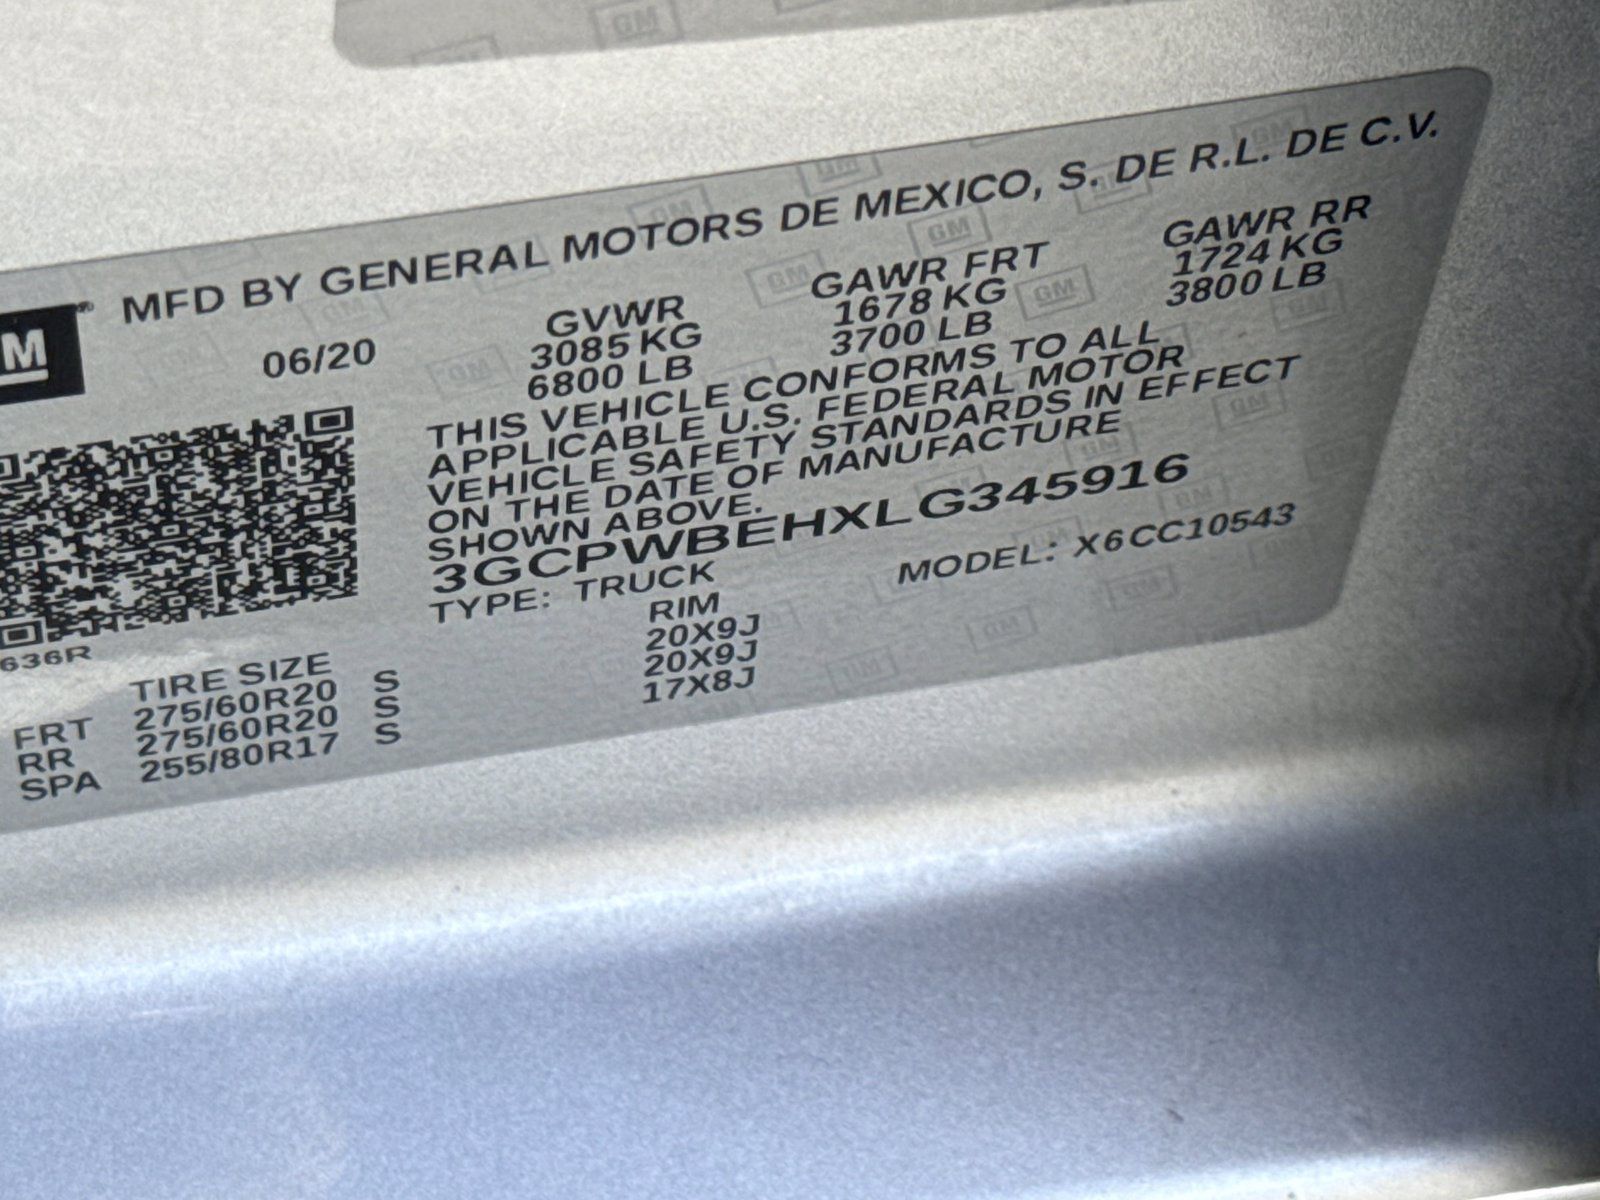 GM
MFD BY GENERAL MOTORS DE MEXICO, S. DE R.L. DE C.V.
06/20 GVWR GAWR FRT GAWR RR
3085 KG 1678 KG 1724 KG
6800 LB 3700 LB 3800 LB
THIS VEHICLE CONFORMS TO ALL
APPLICABLE U.S. FEDERAL MOTOR
VEHICLE SAFETY STANDARDS IN EFFECT
ON THE DATE OF MANUFACTURE
SHOWN ABOVE.
3GCPWBEHXLG345916
TYPE: TRUCK MODEL: X6CC10543
636R
TIRE SIZE RIM
FRT 275/60R20 S 20X9J
RR 275/60R20 S 20X9J
SPA 255/80R17 S 17X8J